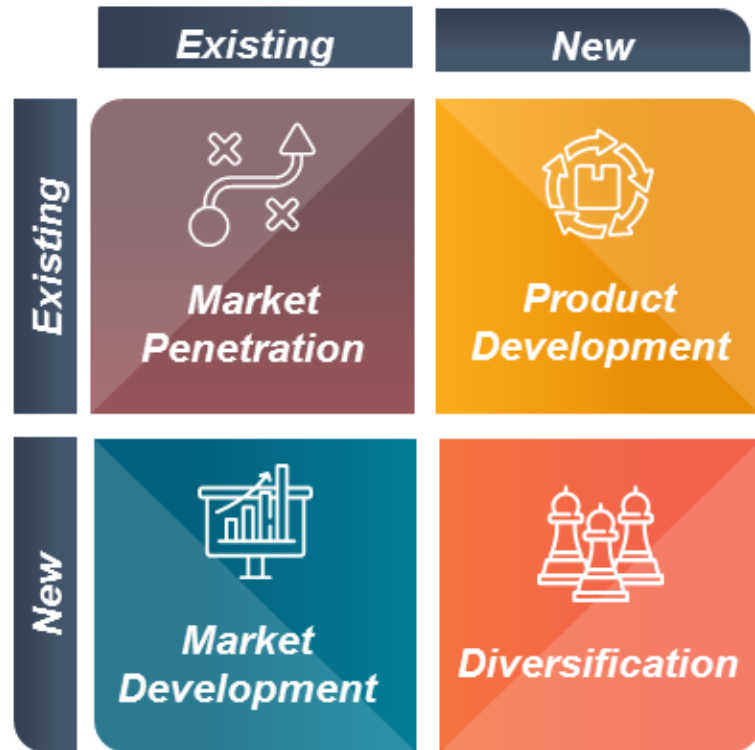 Existing
New
Existing
Market
Penetration
Product
Development
New
Market
Development
Diversification